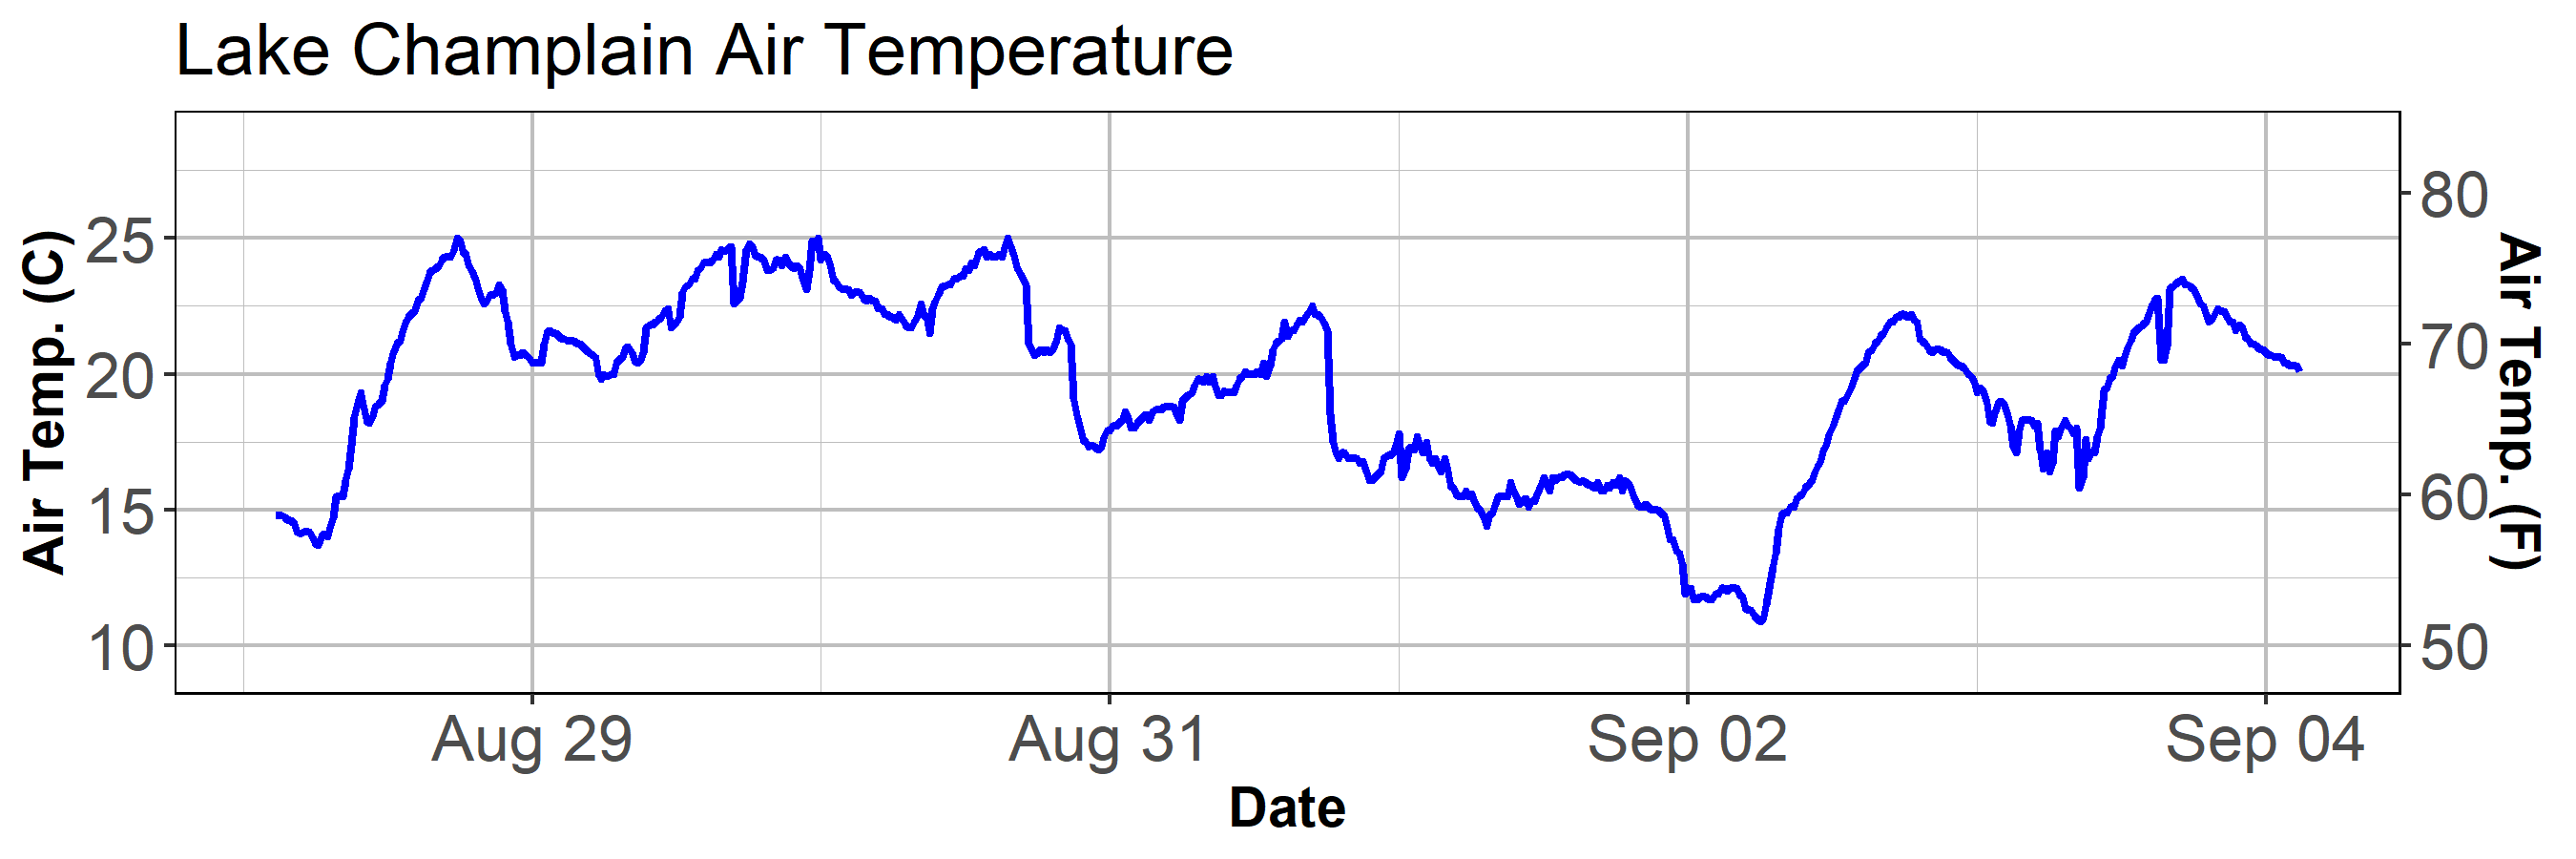 Lake Champlain Air Temperature
Air Temp. (C)
25
20
15
10
80
70
60
50
Air Temp. (F)
Aug 29
Aug 31
Sep 02
Sep 04
Date